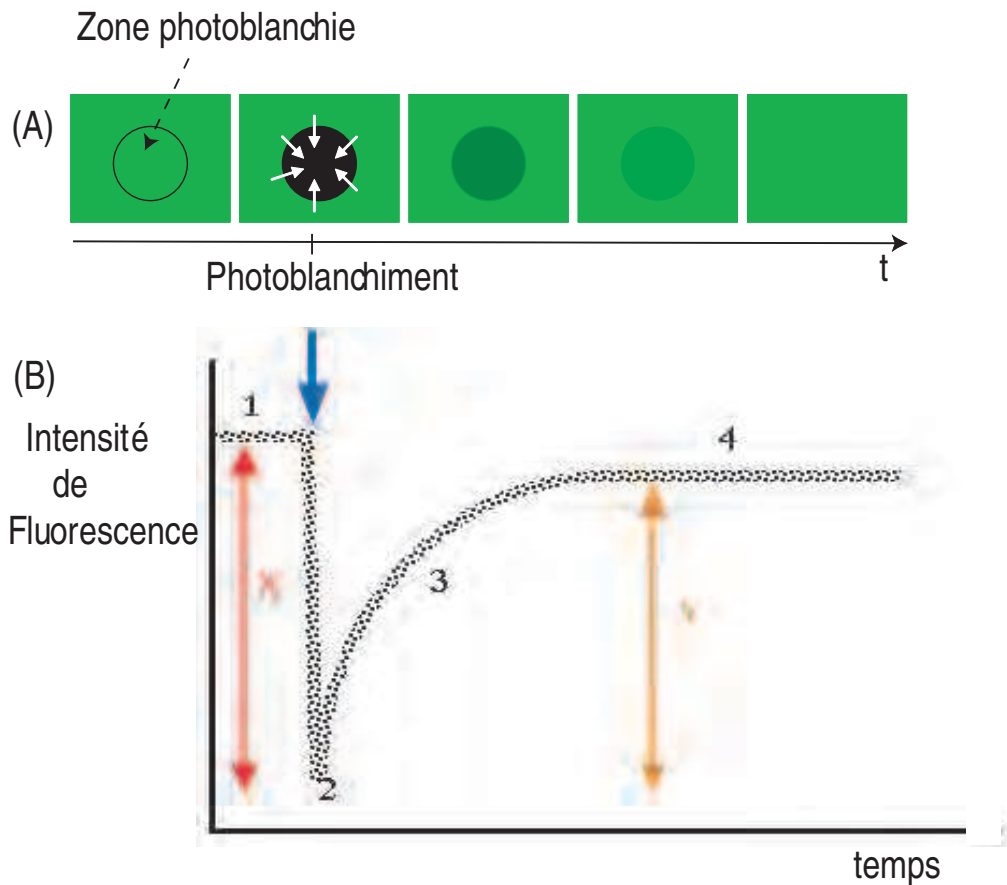 Zone photoblanchie
(A)
t
Photoblanchiment
(B)
Intensité
de
Fluorescence
1
4
X
3
2
temps